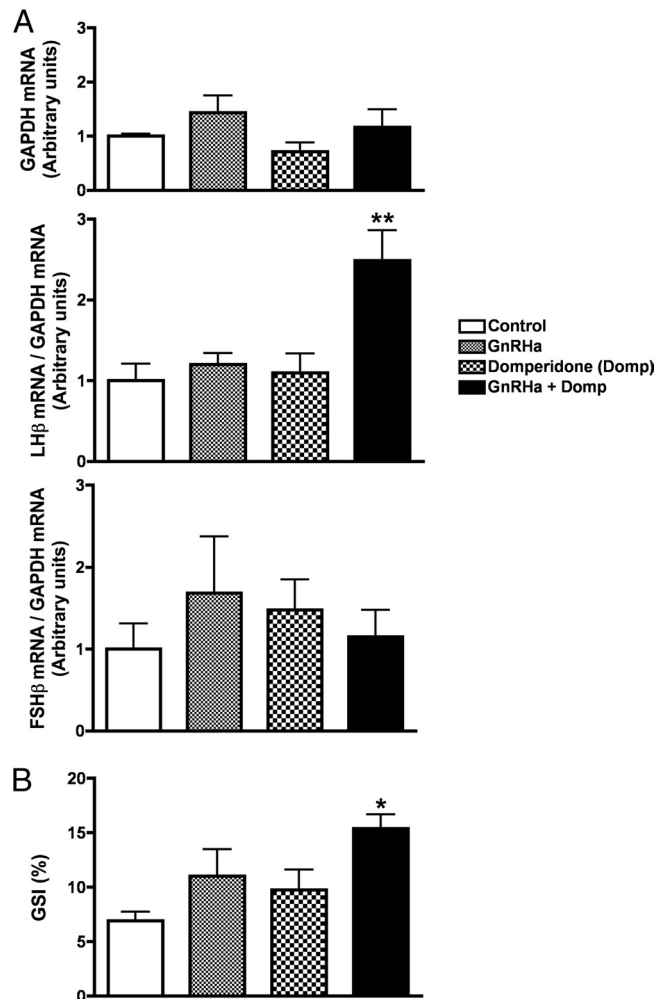 A
GAPDH mRNA
(Arbitrary units)
3
2
1
0
LHβ mRNA / GAPDH mRNA
(Arbitrary units)
3
2
1
0
**
Control
GnRHa
Domperidone (Domp)
GnRHa + Domp
FSHβ mRNA / GAPDH mRNA
(Arbitrary units)
3
2
1
0
B
GSI (%)
20
15
10
5
0
*